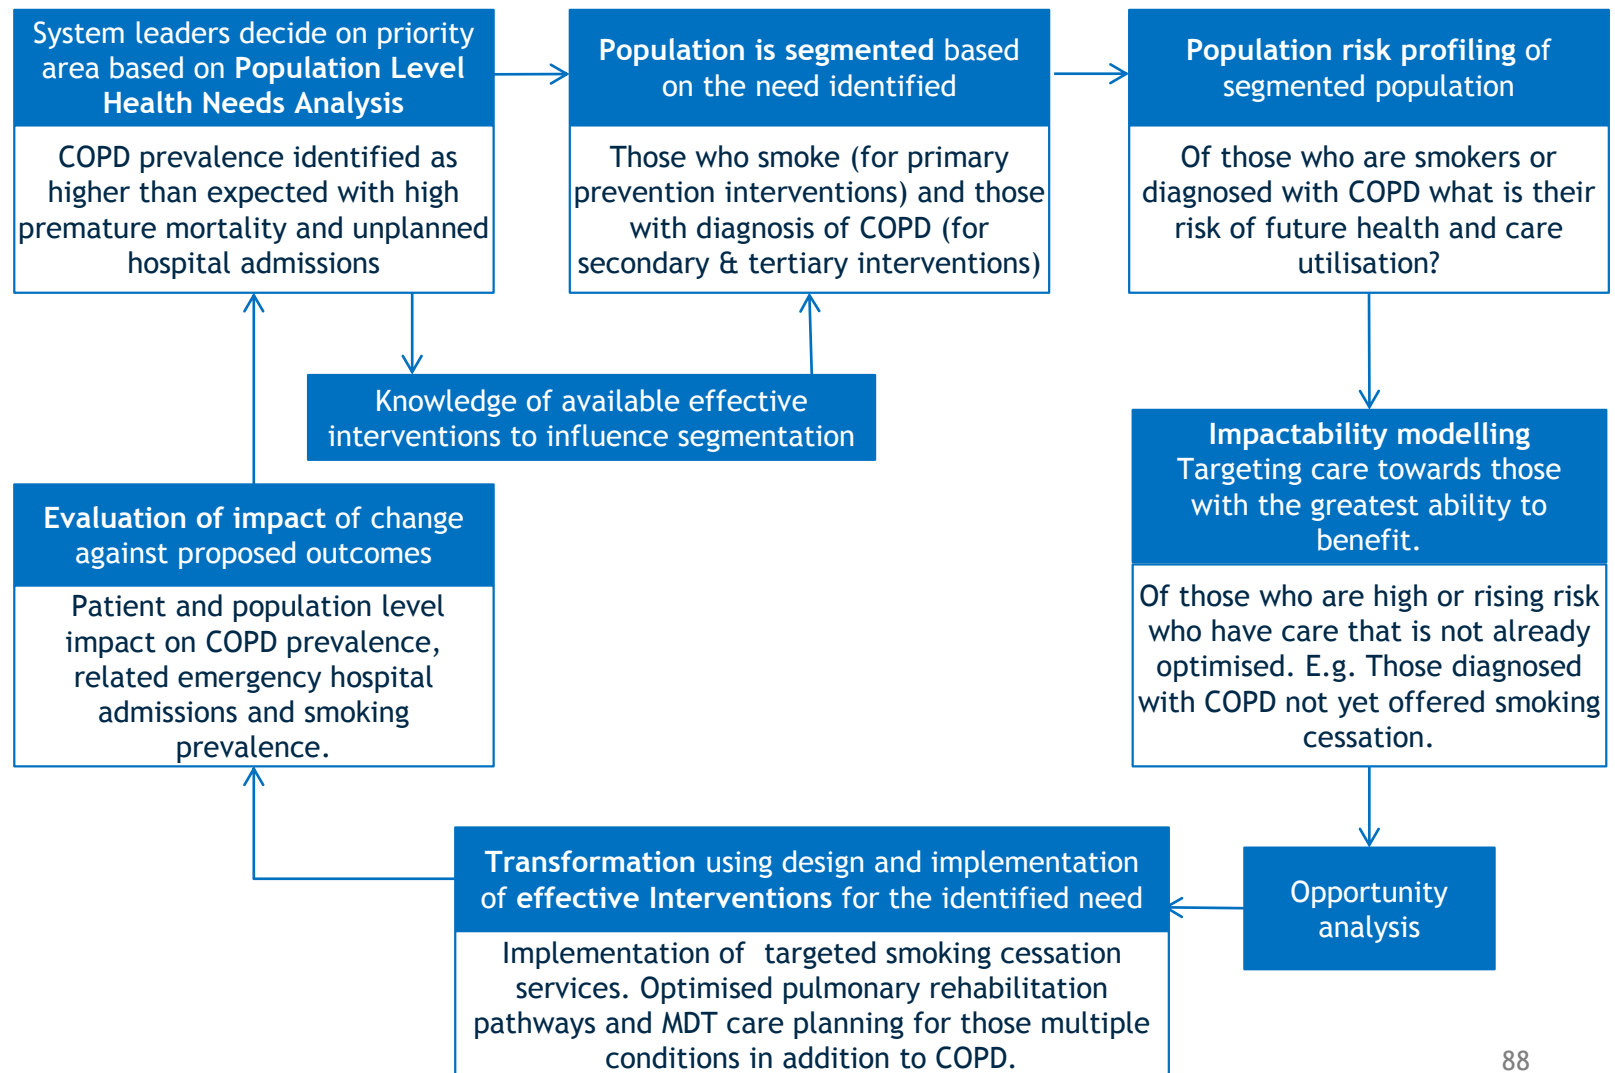 System leaders decide on priority
area based on Population Level
Health Needs Analysis
COPD prevalence identified as
higher than expected with high
premature mortality and unplanned
hospital admissions
Population is segmented based
on the need identified
Those who smoke (for primary
prevention interventions) and those
with diagnosis of COPD (for
secondary & tertiary interventions)
Population risk profiling of
segmented population
Of those who are smokers or
diagnosed with COPD what is their
risk of future health and care
utilisation?
Knowledge of available effective
interventions to influence segmentation
Impactability modelling
Targeting care towards those
with the greatest ability to
benefit.
Of those who are high or rising risk
who have care that is not already
optimised. E.g. Those diagnosed
with COPD not yet offered smoking
cessation.
Evaluation of impact of change
against proposed outcomes
Patient and population level
impact on COPD prevalence,
related emergency hospital
admissions and smoking
prevalence.
Opportunity
analysis
Transformation using design and implementation
of effective Interventions for the identified need
Implementation of targeted smoking cessation
services. Optimised pulmonary rehabilitation
pathways and MDT care planning for those multiple
conditions in addition to COPD.
88